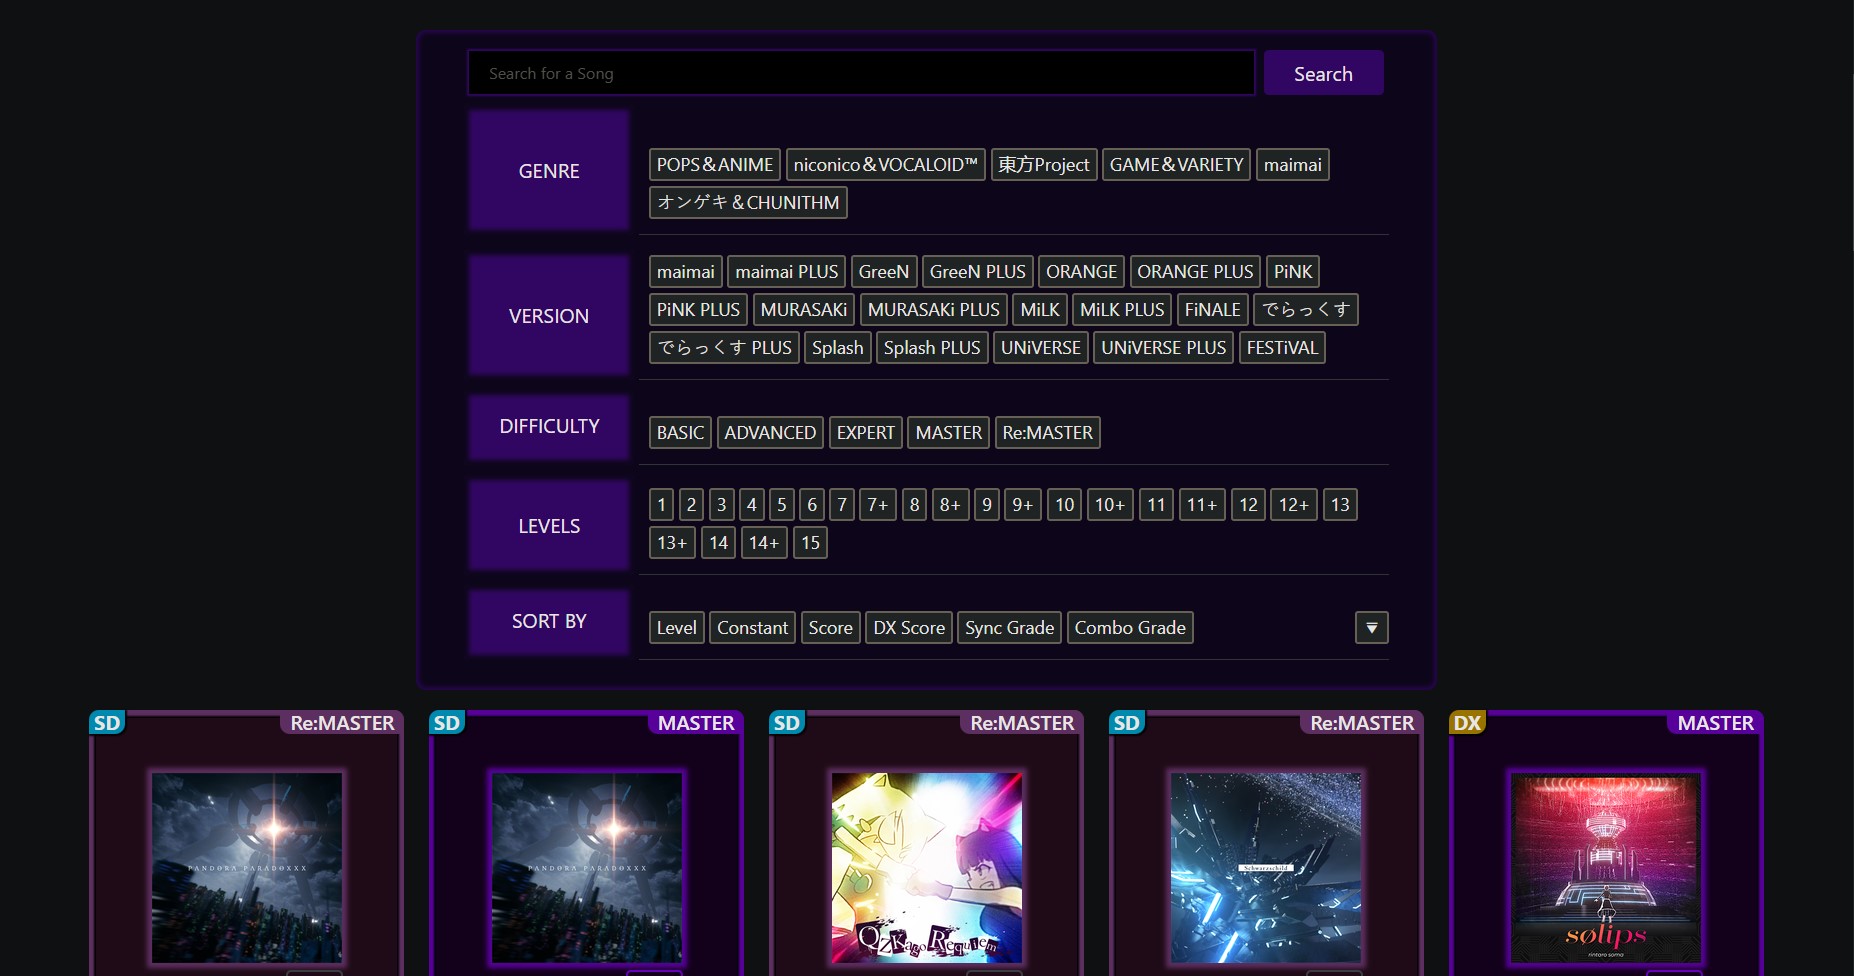 Search for a Song Search
GENRE
POPS＆ANIME niconico＆VOCALOID™ 東方Project GAME＆VARIETY maimai
オンゲキ＆CHUNITHM
VERSION
maimai maimai PLUS GreeN GreeN PLUS ORANGE ORANGE PLUS PiNK
PiNK PLUS MURASAKi MURASAKi PLUS MiLK MiLK PLUS FiNALE でらっくす
でらっくす PLUS Splash Splash PLUS UNiVERSE UNiVERSE PLUS FESTiVAL
DIFFICULTY
BASIC ADVANCED EXPERT MASTER Re:MASTER
LEVELS
1 2 3 4 5 6 7 7+ 8 8+ 9 9+ 10 10+ 11 11+ 12 12+ 13
13+ 14 14+ 15
SORT BY
Level Constant Score DX Score Sync Grade Combo Grade
SD Re:MASTER SD MASTER SD Re:MASTER SD Re:MASTER DX MASTER
PANDORA PARADOXXX
PANDORA PARADOXXX
QZKago Requiem
Schwarzschild
sølips
rintaro soma